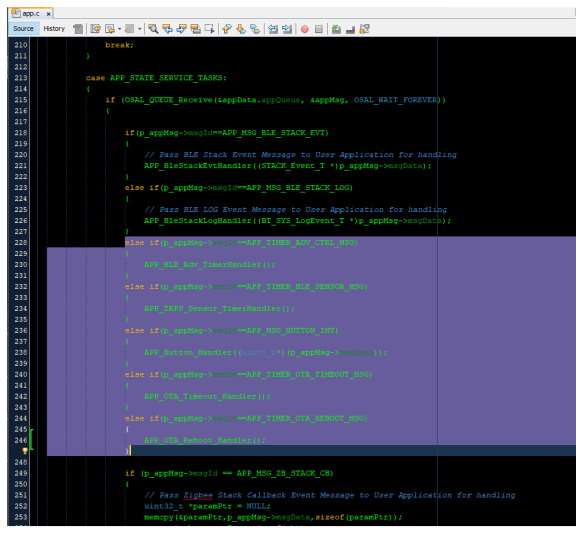 app.c x
Source History
210 break;
211 }
212
213 case APP_STATE_SERVICE_TASKS:
214 {
215 if (OSAL_QUEUE_Receive(&appData.appQueue, &appMsg, OSAL_WAIT_FOREVER))
216 {
217
218 if(p_appMsg->msgId==APP_MSG_BLE_STACK_EVT)
219 {
220 // Pass BLE Stack Event Message to User Application for handling
221 APP_BleStackEvtHandler((STACK_Event_T *)p_appMsg->msgData);
222 }
223 else if(p_appMsg->msgId==APP_MSG_BLE_STACK_LOG)
224 {
225 // Pass BLE LOG Event Message to User Application for handling
226 APP_BleStackLogHandler((BT_SYS_LogEvent_T *)p_appMsg->msgData);
227 }
228 else if(p_appMsg->msgId==APP_TIMER_ADV_CTRL_MSG)
229 {
230 APP_BLE_Adv_TimerHandler();
231 }
232 else if(p_appMsg->msgId==APP_TIMER_BLE_SENSOR_MSG)
233 {
234 APP_TRPS_Sensor_TimerHandler();
235 }
236 else if(p_appMsg->msgId==APP_MSG_BUTTON_INT)
237 {
238 APP_Button_Handler((uint8_t*)(p_appMsg->msgData));
239 }
240 else if(p_appMsg->msgId==APP_TIMER_OTA_TIMEOUT_MSG)
241 {
242 APP_OTA_Timeout_Handler();
243 }
244 else if(p_appMsg->msgId==APP_TIMER_OTA_REBOOT_MSG)
245 {
246 APP_OTA_Reboot_Handler();
}
248
249 if (p_appMsg->msgId == APP_MSG_ZB_STACK_CB)
250 {
251 // Pass Zigbee Stack Callback Event Message to User Application for handling
252 uint32_t *paramPtr = NULL;
253 memcpy(&paramPtr,p_appMsg->msgData,sizeof(paramPtr));